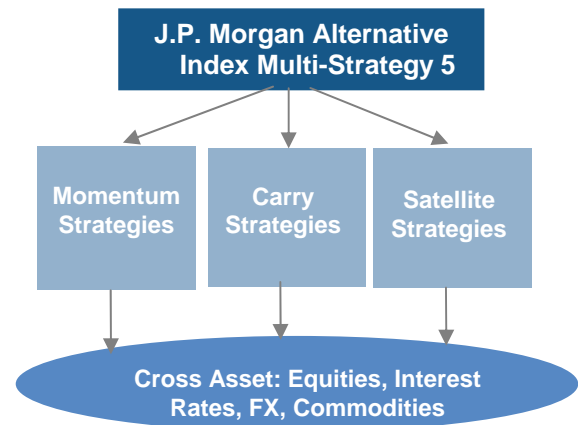 J.P. Morgan Alternative
Index Multi-Strategy 5
Momentum
Strategies
Carry
Strategies
Satellite
Strategies
Cross Asset: Equities, Interest
Rates, FX, Commodities